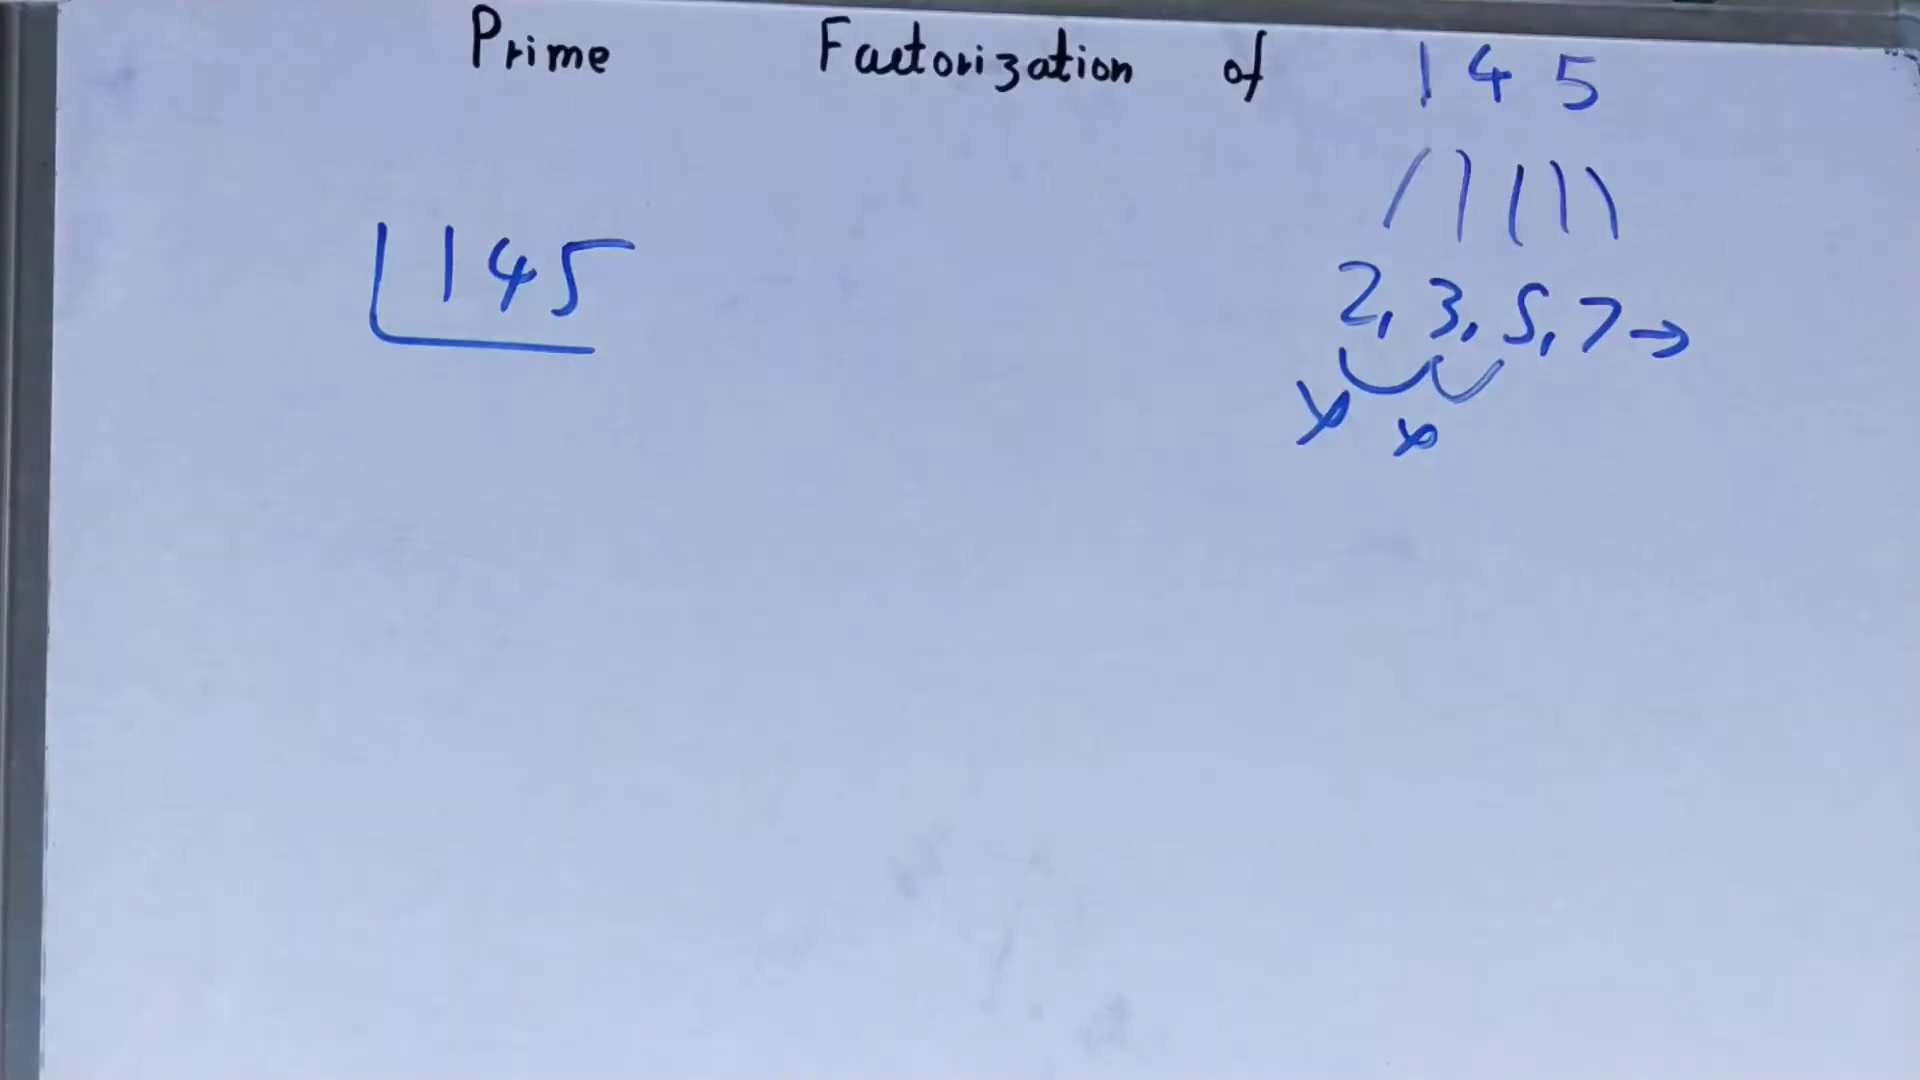 Prime Factorization of 145
145
2, 3, 5, 7 →